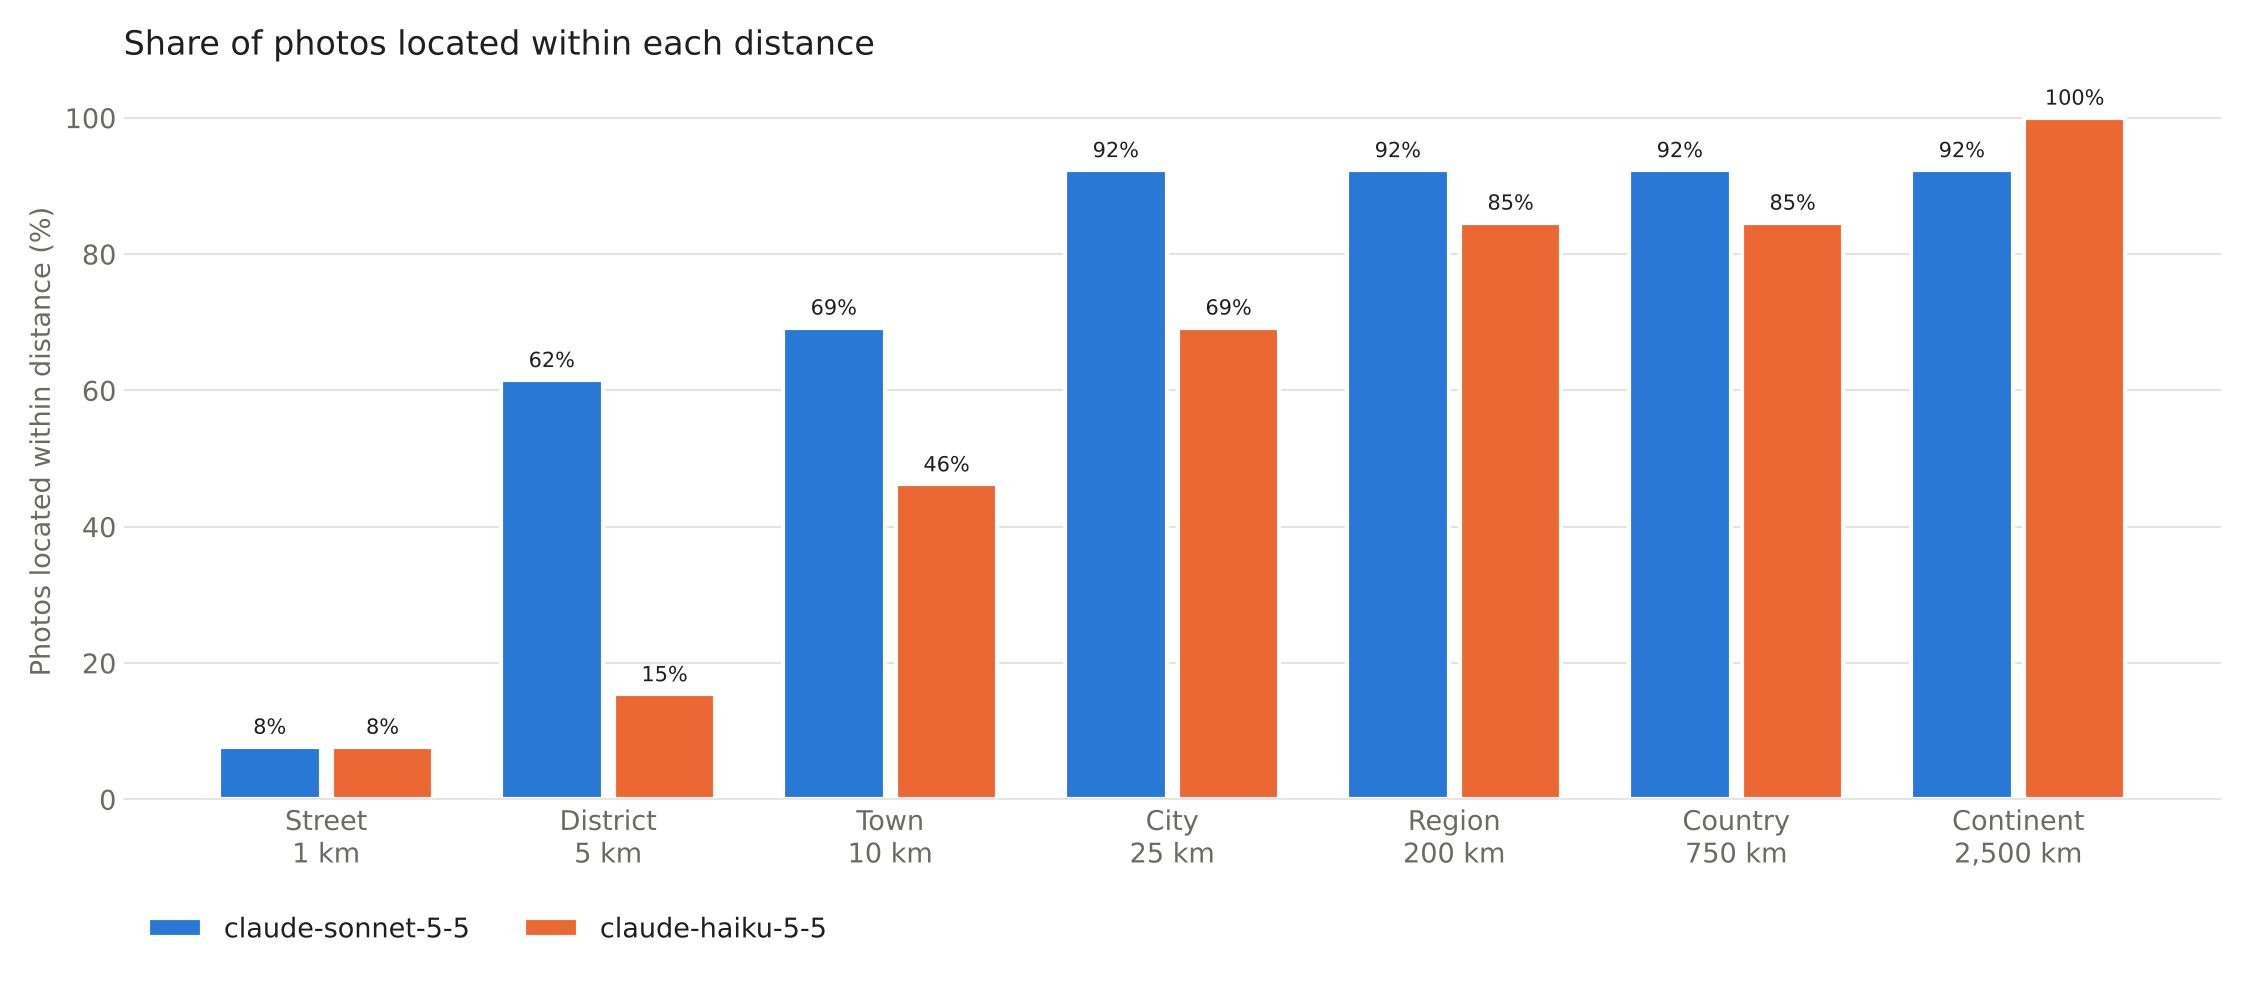 Share of photos located within each distance
Photos located within distance (%)
100
80
60
40
20
0
8% 8%
62% 15%
69% 46%
92% 69%
92% 85%
92% 85%
92% 100%
Street District Town City Region Country Continent
1 km 5 km 10 km 25 km 200 km 750 km 2,500 km
claude-sonnet-5-5 claude-haiku-5-5